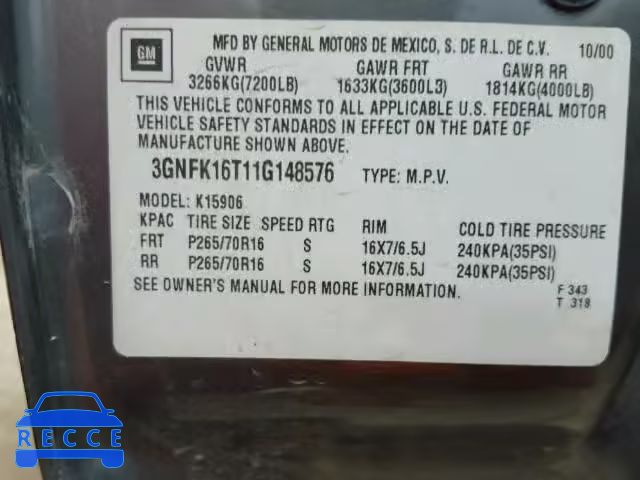 GM
MFD BY GENERAL MOTORS DE MEXICO, S. DE R.L. DE C.V. 10/00
GVWR GAWR FRT GAWR RR
3266KG(7200LB) 1633KG(3600L3) 1814KG(4000LB)
THIS VEHICLE CONFORMS TO ALL APPLICABLE U.S. FEDERAL MOTOR
VEHICLE SAFETY STANDARDS IN EFFECT ON THE DATE OF
MANUFACTURE SHOWN ABOVE.
3GNFK16T11G148576 TYPE: M.P.V.
MODEL: K15906
KPAC TIRE SIZE SPEED RTG RIM COLD TIRE PRESSURE
FRT P265/70R16 S 16X7/6.5J 240KPA(35PSI)
RR P265/70R16 S 16X7/6.5J 240KPA(35PSI)
SEE OWNER'S MANUAL FOR MORE INFORMATION.
F 343
T 318
RECCE